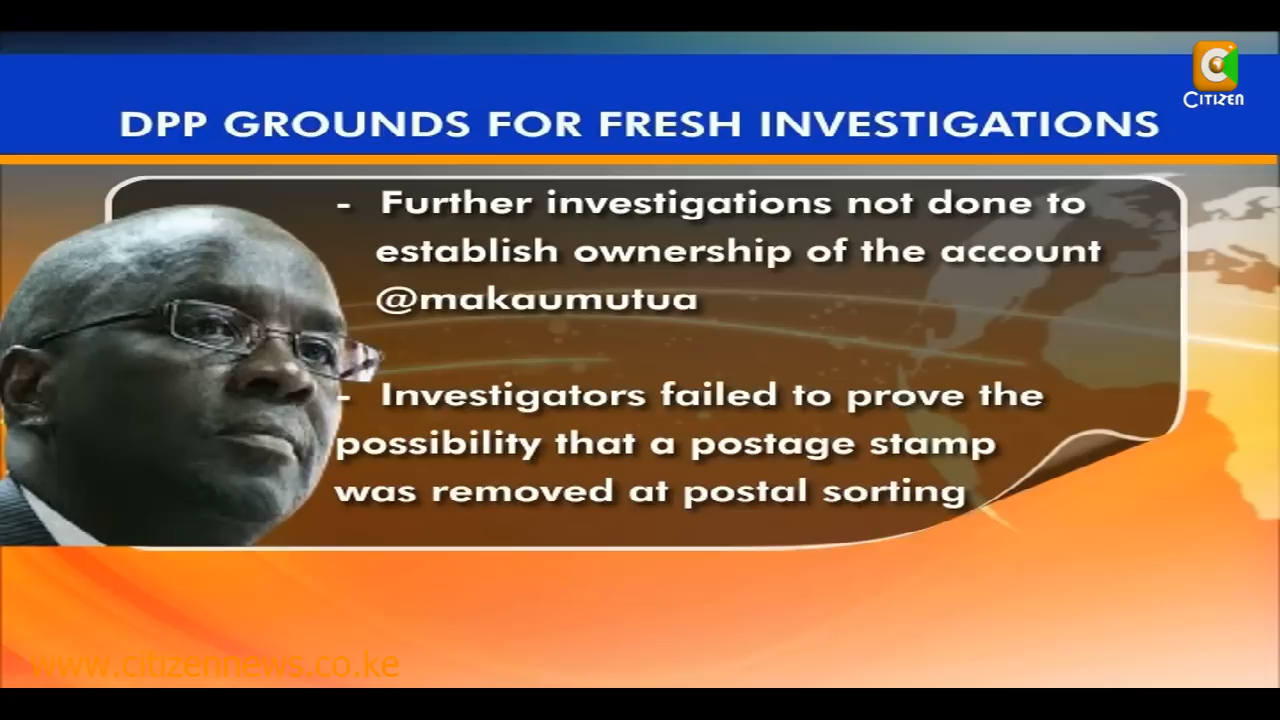 CITIZEN
DPP GROUNDS FOR FRESH INVESTIGATIONS
- Further investigations not done to
establish ownership of the account
@makaumutua
- Investigators failed to prove the
possibility that a postage stamp
was removed at postal sorting
www.citizennews.co.ke